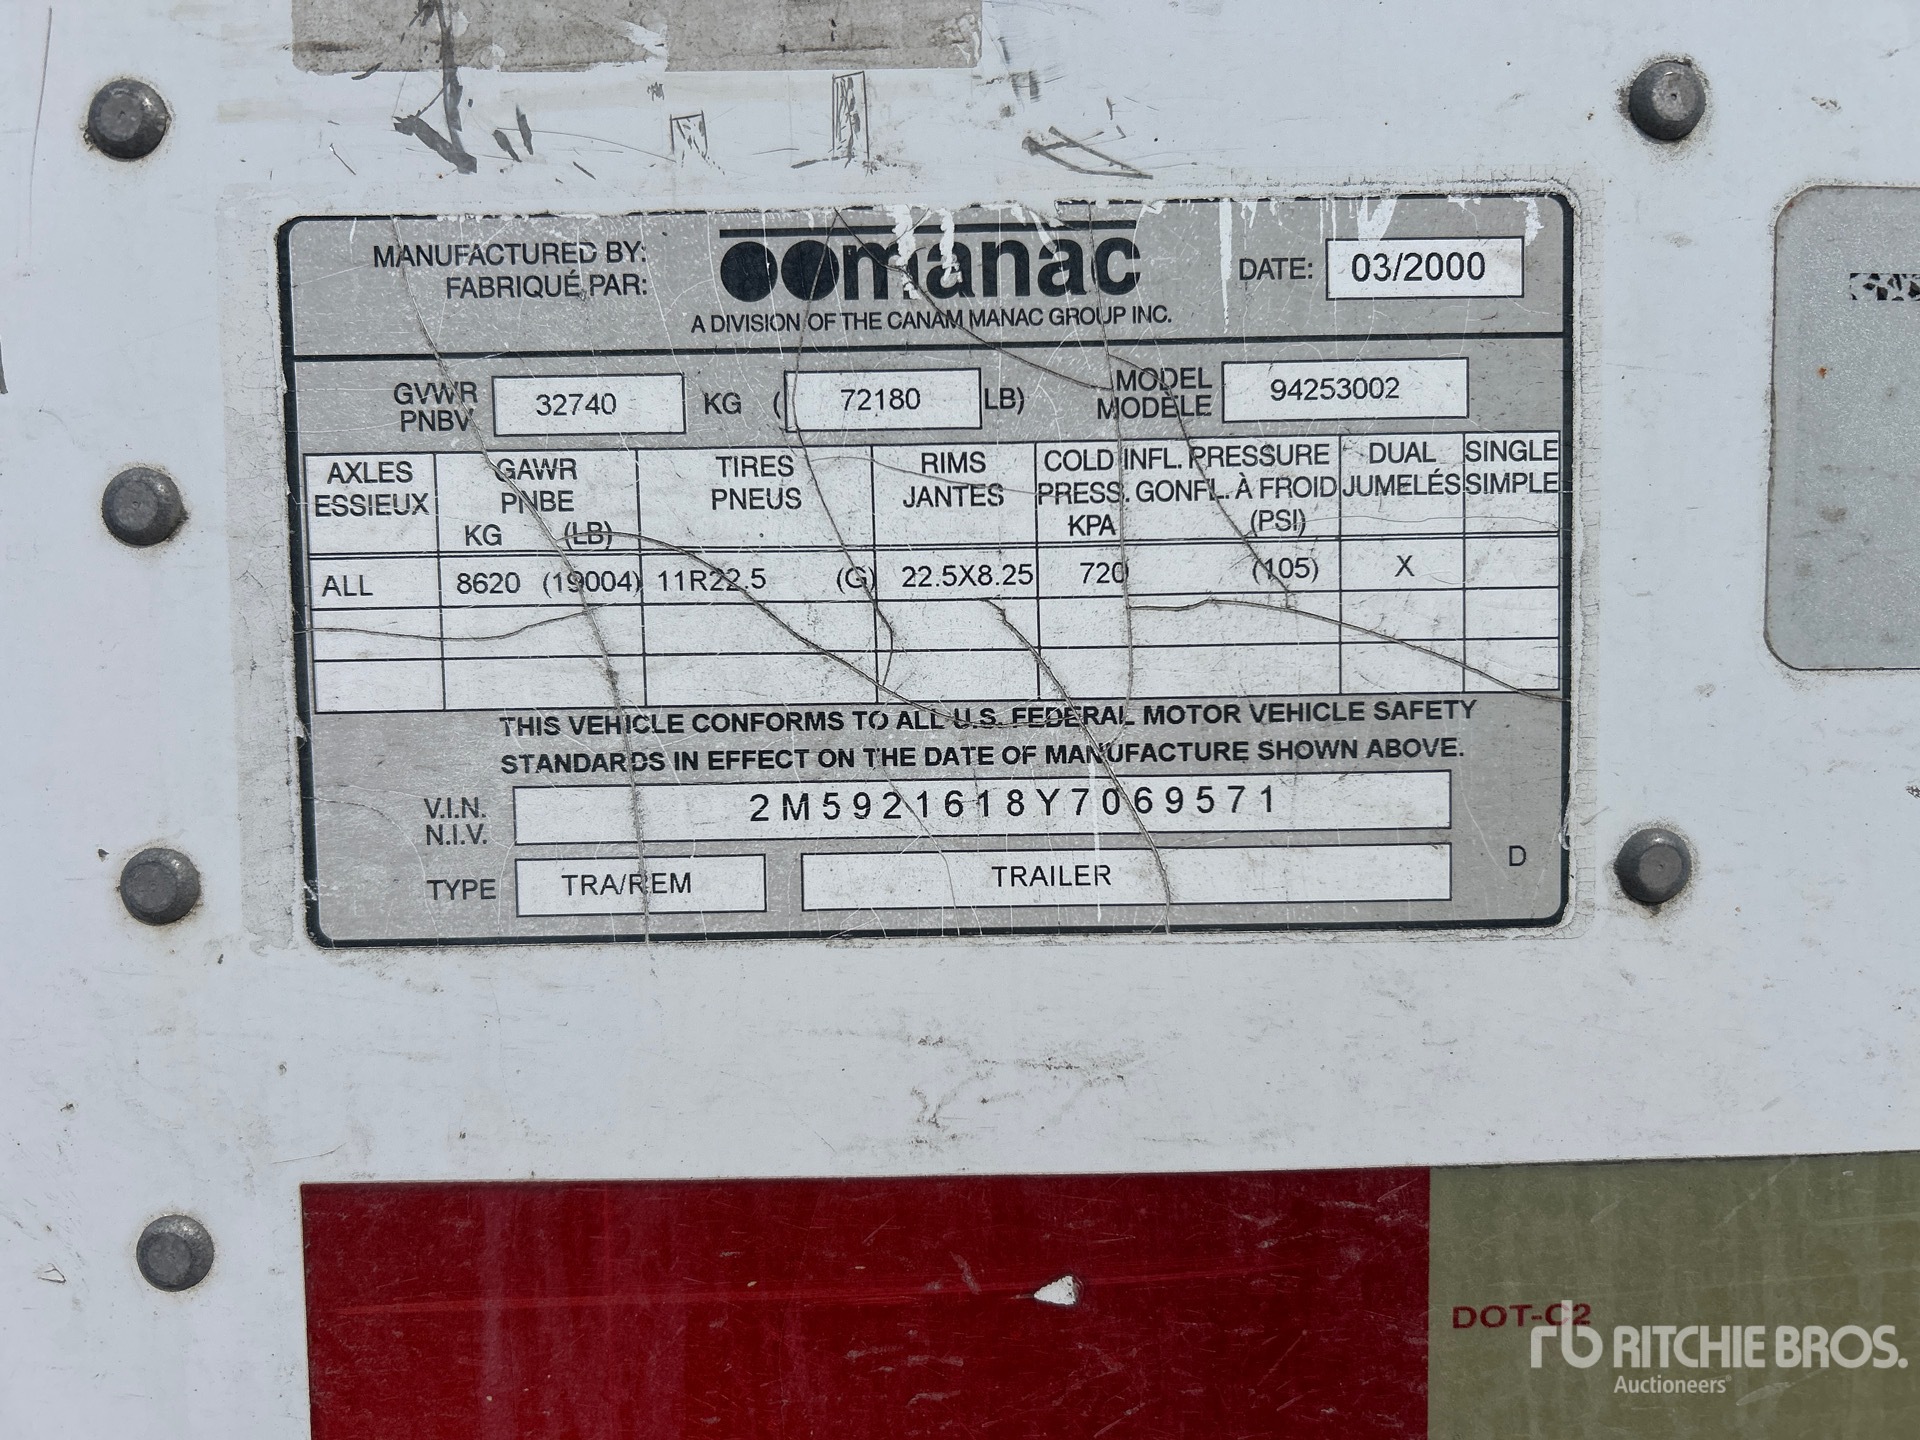 MANUFACTURED BY:
FABRIQUÉ PAR:
manac
A DIVISION OF THE CANAM MANAC GROUP INC.
DATE: 03/2000
GVWR
PNBV
32740 KG ( 72180 LB)
MODEL
MODÈLE
94253002
AXLES
ESSIEUX
GAWR
PNBE
KG (LB)
TIRES
PNEUS
RIMS
JANTES
COLD INFL. PRESSURE
PRESS. GONFL. À FROID
KPA (PSI)
DUAL
JUMELÉS
SINGLE
SIMPLE
ALL 8620 (19004) 11R22.5 (G) 22.5X8.25 720 (105) X
THIS VEHICLE CONFORMS TO ALL U.S. FEDERAL MOTOR VEHICLE SAFETY
STANDARDS IN EFFECT ON THE DATE OF MANUFACTURE SHOWN ABOVE.
V.I.N.
N.I.V.
2M5921618Y7069571
TYPE TRA/REM TRAILER D
DOT-C2
rb RITCHIE BROS.
Auctioneers